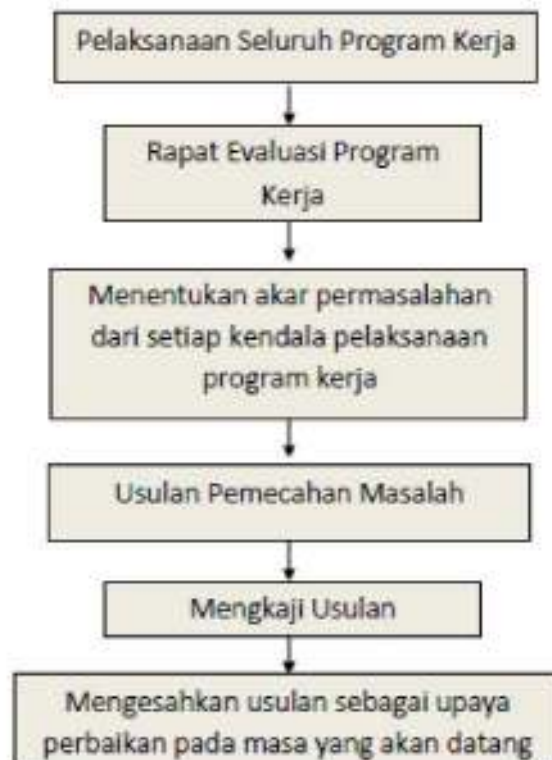 Pelaksanaan Seluruh Program Kerja
Rapat Evaluasi Program
Kerja
Menentukan akar permasalahan
dari setiap kendala pelaksanaan
program kerja
Usulan Pemecahan Masalah
Mengkaji Usulan
Mengesahkan usulan sebagai upaya
perbaikan pada masa yang akan datang